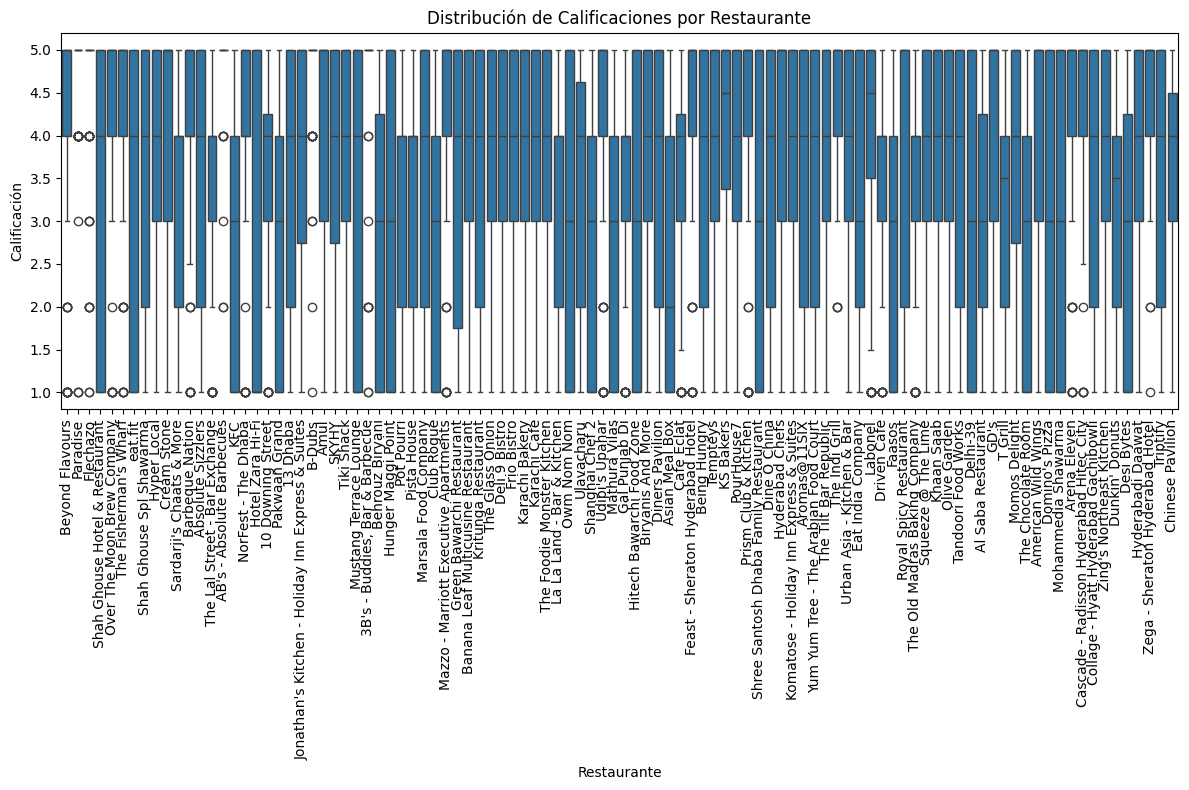 Distribución de Calificaciones por Restaurante
Calificación
5.0
4.5
4.0
3.5
3.0
2.5
2.0
1.5
1.0
Beyond Flavours
Paradise
Flechazo
Shah Ghouse Hotel & Restaurant
Over The Moon Brew Company
The Fisherman's Wharf
eat.fit
Shah Ghouse Spl Shawarma
Hyper Local
Cream Stone
Sardarji's Chaats & More
Barbeque Nation
Absolute Sizzlers
The Lal Street - Bar Exchange
AB's - Absolute Barbecues
KFC
NorFest - The Dhaba
Hotel Zara Hi-Fi
10 Downing Street
Pakwaan Grand
13 Dhaba
Jonathan's Kitchen - Holiday Inn Express & Suites
B-Dubs
Amul
SKYHY
Tiki Shack
Mustang Terrace Lounge
3B's - Buddies, Bar & Barbecue
Behrouz Biryani
Hunger Maggi Point
Pot Pourri
Pista House
Marsala Food Company
Club Rogue
Mazzo - Marriott Executive Apartments
Green Bawarchi Restaurant
Banana Leaf Multicuisine Restaurant
Kritunga Restaurant
The Glass Onion
Deli 9 Bistro
Frio Bistro
Karachi Bakery
Karachi Cafe
The Foodie Monster Kitchen
La La Land - Bar & Kitchen
Owm Nom Nom
Ulavacharu
Shanghai Chef 2
Udipi's Upahar
Mathura Vilas
Gal Punjab Di
Hitech Bawarchi Food Zone
Biryanis And More
Diners Pavilion
Asian Meal Box
Cafe Eclat
Feast - Sheraton Hyderabad Hotel
Being Hungry
Tempteys
KS Bakers
PourHouse7
Prism Club & Kitchen
Shree Santosh Dhaba Family Restaurant
Dine O China
Hyderabad Chefs
Komatose - Holiday Inn Express & Suites
Aromas@11SIX
Yum Yum Tree - The Arabian Food Court
The Tilt Bar Republic
The Indi Grill
Urban Asia - Kitchen & Bar
Eat India Company
Labonel
Driven Cafe
Faasos
Royal Spicy Restaurant
The Old Madras Baking Company
Squeeze @ The Lime
Khaan Saab
Olive Garden
Tandoori Food Works
Delhi-39
Al Saba Restaurant
GD's
T Grill
Momos Delight
The Chocolate Room
American Wild Wings
Domino's Pizza
Mohammedia Shawarma
Arena Eleven
Cascade - Radisson Hyderabad Hitec City
Collage - Hyatt Hyderabad Gachibowli
Zing's Northeast Kitchen
Dunkin' Donuts
Desi Bytes
Hyderabadi Daawat
Zega - Sheraton Hyderabad Hotel
Triptify
Chinese Pavilion
Restaurante